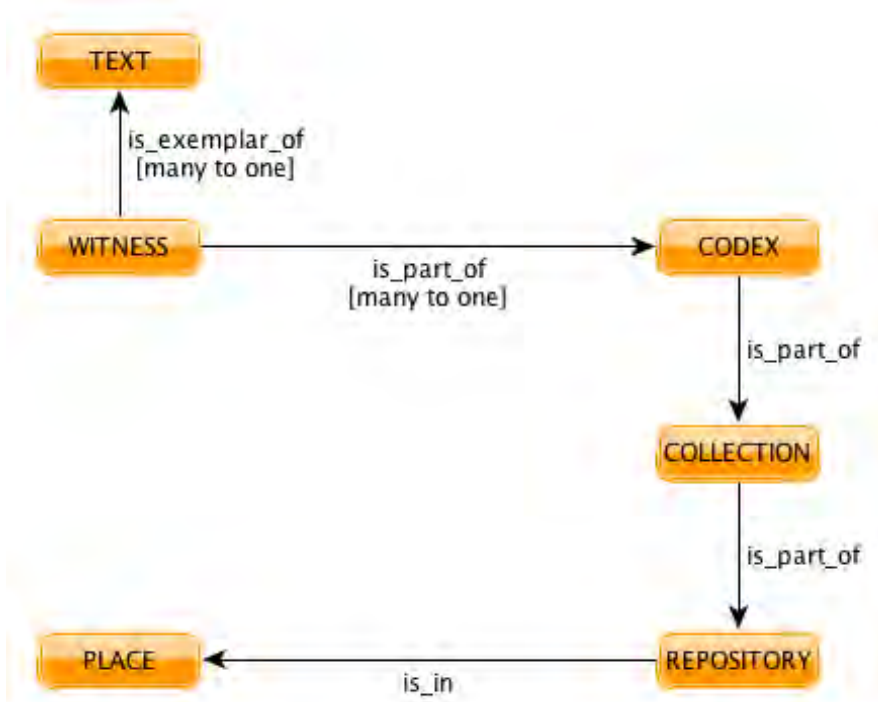 TEXT
is_exemplar_of
[many to one]
WITNESS
is_part_of
[many to one]
CODEX
is_part_of
COLLECTION
is_part_of
REPOSITORY
is_in
PLACE